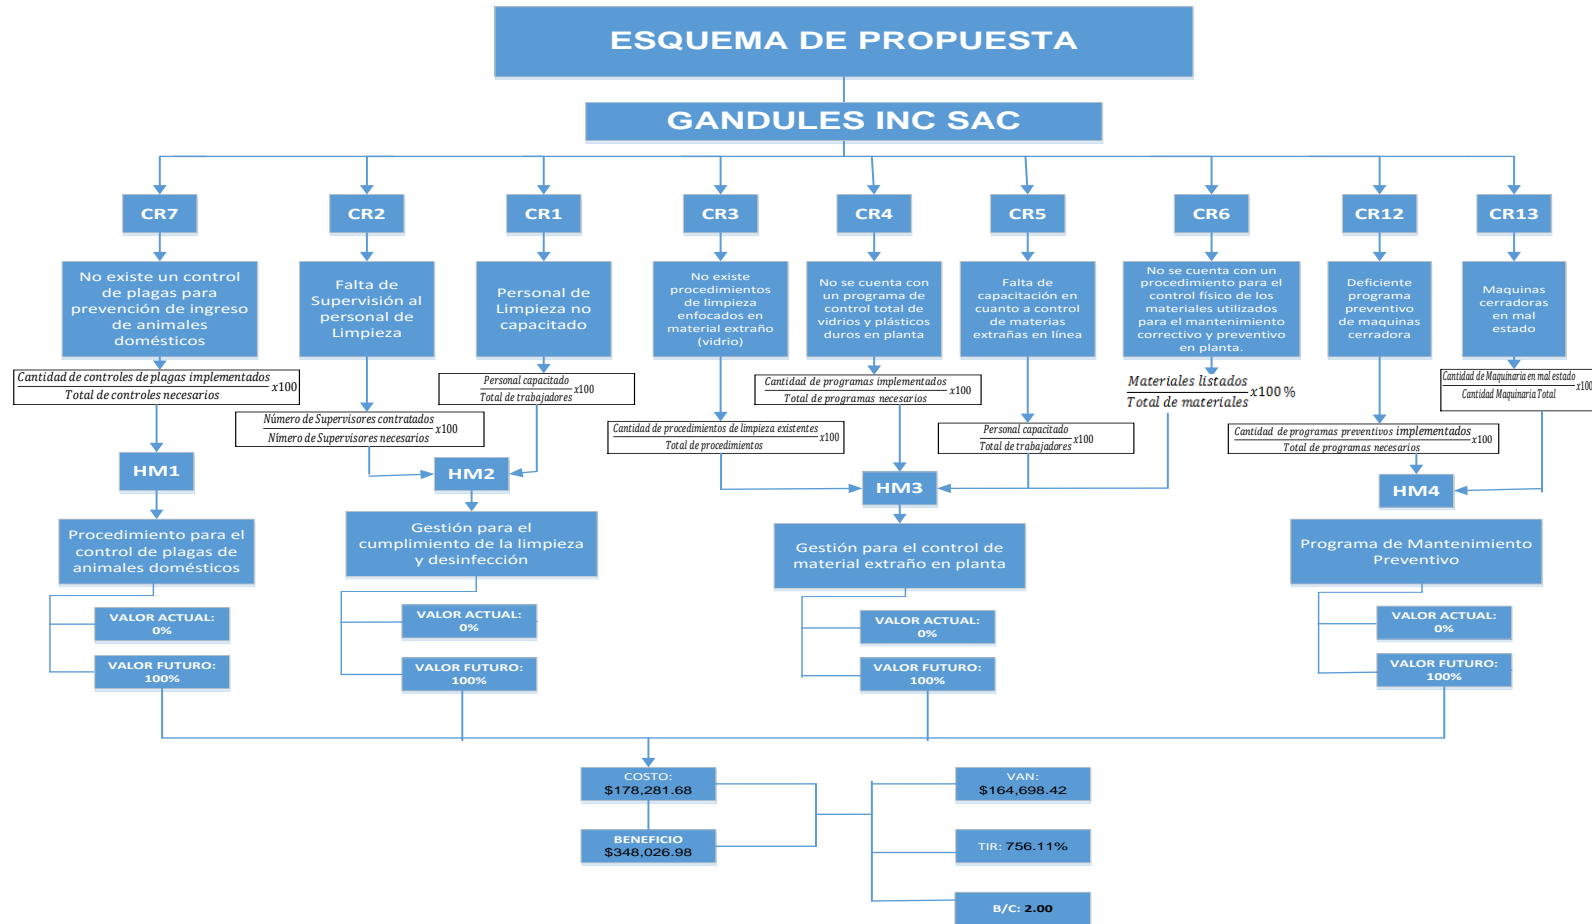 ESQUEMA DE PROPUESTA
GANDULES INC SAC
CR7
CR2
CR1
CR3
CR4
CR5
CR6
CR12
CR13
No existe un control
de plagas para
prevención de ingreso
de animales
domésticos
Falta de
Supervisión al
personal de
Limpieza
Personal de
Limpieza no
capacitado
No existe
procedimientos
de limpieza
enfocados en
material extraño
(vidrio)
No se cuenta con
un programa de
control total de
vidrios y plásticos
duros en planta
Falta de
capacitación en
cuanto a control
de materias
extrañas en línea
No se cuenta con un
procedimiento para el
control físico de los
materiales utilizados
para el mantenimiento
correctivo y preventivo
en planta.
Deficiente
programa
preventivo
de maquinas
cerradora
Maquinas
cerradoras
en mal
estado
Cantidad de controles de plagas implementados
Total de controles necesarios
x100
Número de Supervisores contratados
Número de Supervisores necesarios
x100
Personal capacitado
Total de trabajadores
x100
Cantidad de procedimientos de limpieza existentes
Total de procedimientos
x100
Cantidad de programas implementados
Total de programas necesarios
x100
Personal capacitado
Total de trabajadores
x100
Materiales listados
Total de materiales
x100 %
Cantidad de programas preventivos implementados
Total de programas necesarios
x100
Cantidad de Maquinaria en mal estado
Cantidad Maquinaria Total
x100
HM1
HM2
HM3
HM4
Procedimiento para el
control de plagas de
animales domésticos
Gestión para el
cumplimiento de la limpieza
y desinfección
Gestión para el control de
material extraño en planta
Programa de Mantenimiento
Preventivo
VALOR ACTUAL:
0%
VALOR FUTURO:
100%
VALOR ACTUAL:
0%
VALOR FUTURO:
100%
VALOR ACTUAL:
0%
VALOR FUTURO:
100%
VALOR ACTUAL:
0%
VALOR FUTURO:
100%
COSTO:
$178,281.68
BENEFICIO
$348,026.98
VAN:
$164,698.42
TIR: 756.11%
B/C: 2.00